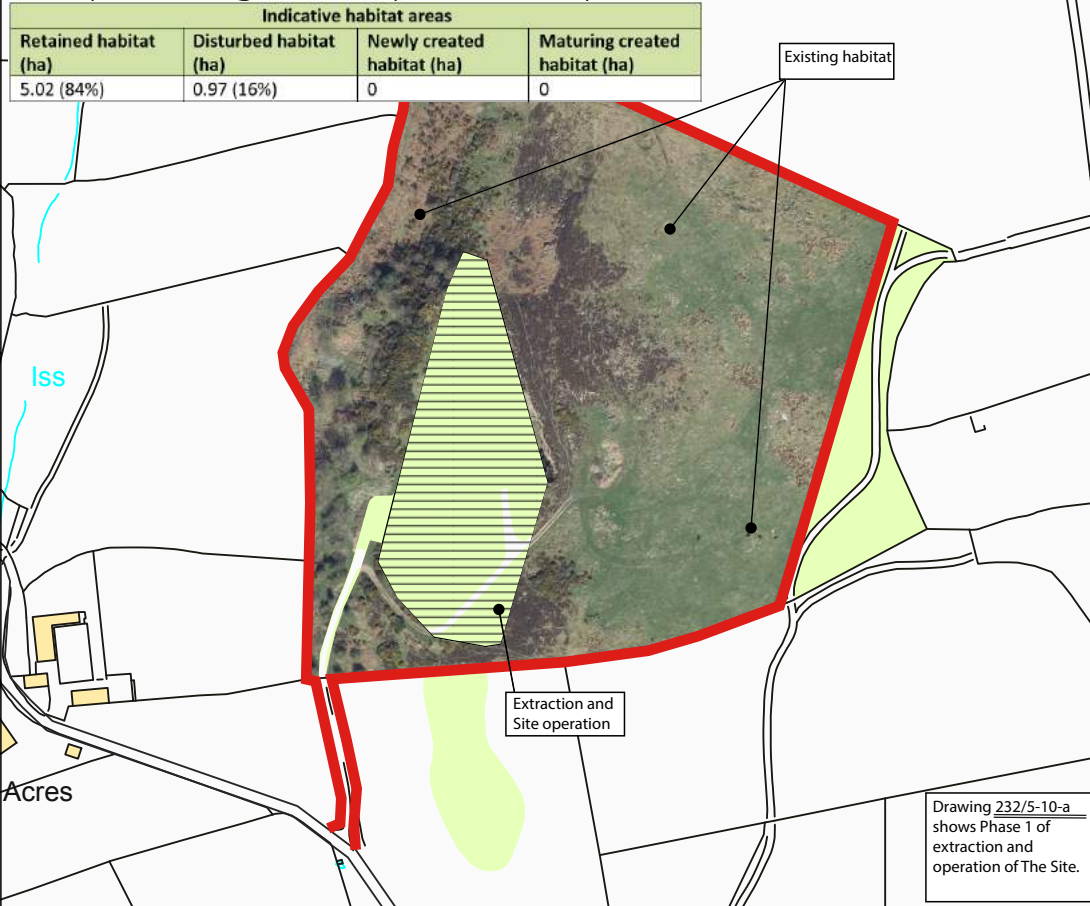 Indicative habitat areas
Retained habitat (ha)
Disturbed habitat (ha)
Newly created habitat (ha)
Maturing created habitat (ha)
5.02 (84%)
0.97 (16%)
0
0
Existing habitat
Iss
Extraction and
Site operation
Acres
Drawing 232/5-10-a
shows Phase 1 of
extraction and
operation of The Site.